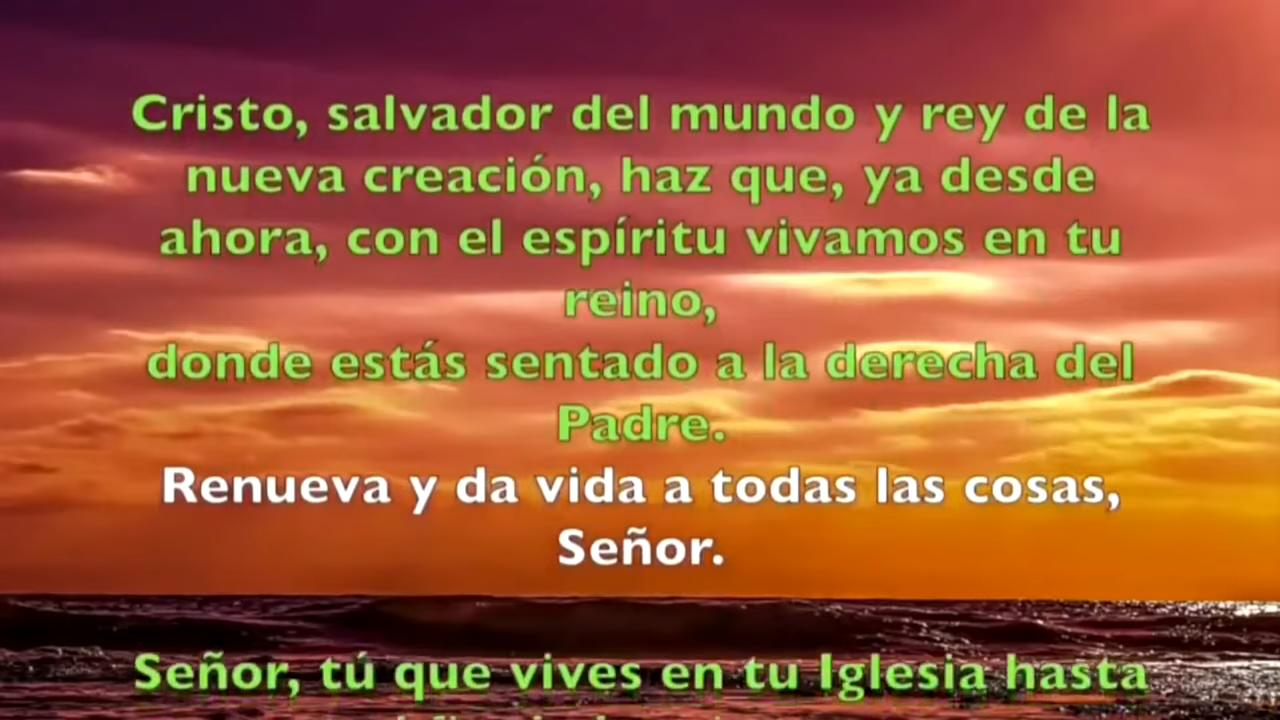 Cristo, salvador del mundo y rey de la
nueva creación, haz que, ya desde
ahora, con el espíritu vivamos en tu
reino,
donde estás sentado a la derecha del
Padre.
Renueva y da vida a todas las cosas,
Señor.
Señor, tú que vives en tu Iglesia hasta